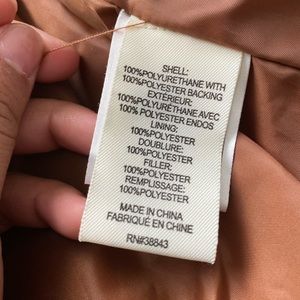 SHELL:
100%POLYURETHANE WITH
100%POLYESTER BACKING
EXTÉRIEUR:
100%POLYURÉTHANE AVEC
100% POLYESTER ENDOS
LINING:
100%POLYESTER
DOUBLURE:
100%POLYESTER
FILLER:
100%POLYESTER
REMPLISSAGE:
100%POLYESTER
MADE IN CHINA
FABRIQUÉ EN CHINE
RN#38843